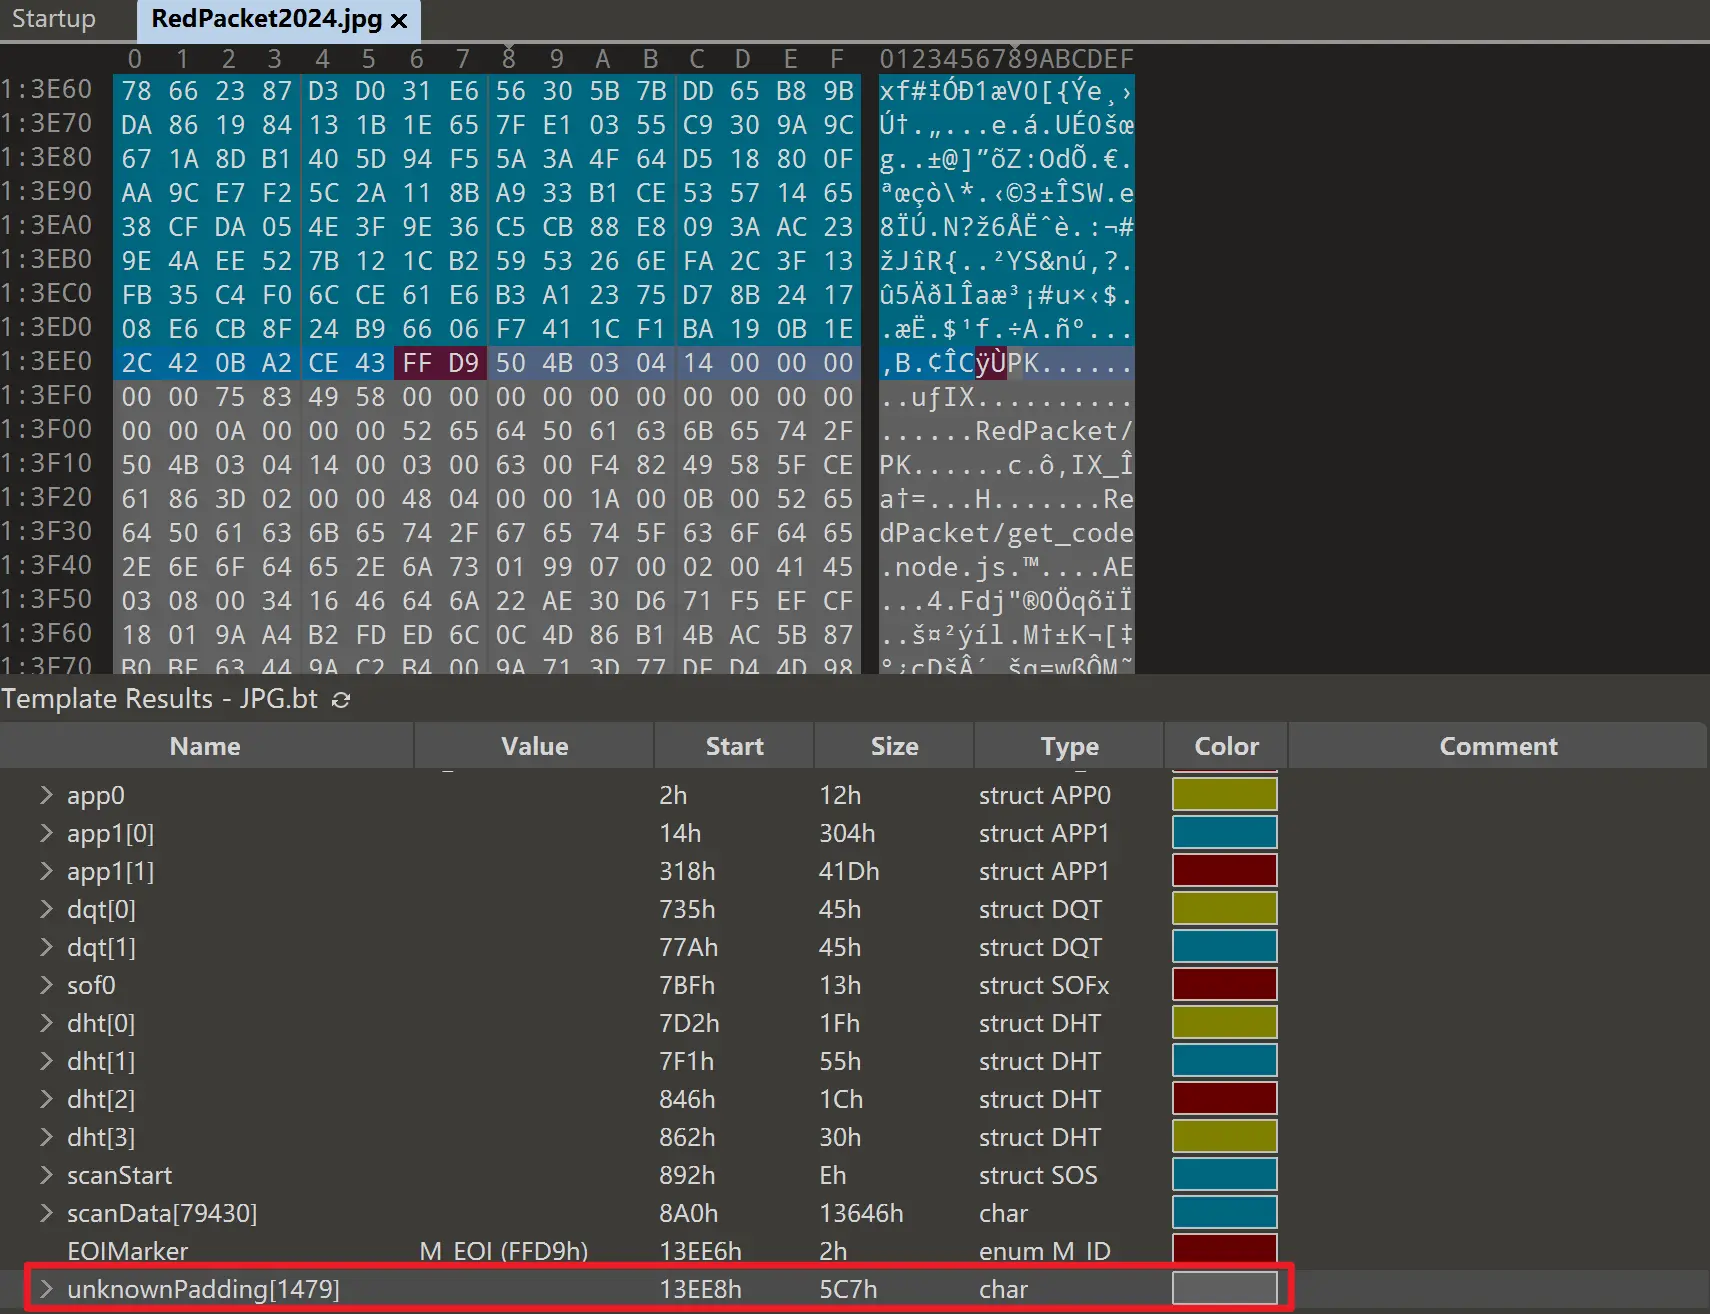 Startup RedPacket2024.jpg ×
0 1 2 3 4 5 6 7 8 9 A B C D E F 0123456789ABCDEF
1:3E60 78 66 23 87 D3 D0 31 E6 56 30 5B 7B DD 65 B8 9B xf#‡ÓÐ1æV0[{Ýe¸›
1:3E70 DA 86 19 84 13 1B 1E 65 7F E1 03 55 C9 30 9A 9C Ú†.„...e.á.UÉ0šœ
1:3E80 67 1A 8D B1 40 5D 94 F5 5A 3A 4F 64 D5 18 80 0F g..±@]”õZ:OdÕ.€.
1:3E90 AA 9C E7 F2 5C 2A 11 8B A9 33 B1 CE 53 57 14 65 ªœçò\*.‹©3±ÎSW.e
1:3EA0 38 CF DA 05 4E 3F 9E 36 C5 CB 88 E8 09 3A AC 23 8ÏÚ.N?ž6ÅËˆè.:¬#
1:3EB0 9E 4A EE 52 7B 12 1C B2 59 53 26 6E FA 2C 3F 13 žJîR{..²YS&nú,?.
1:3EC0 FB 35 C4 F0 6C CE 61 E6 B3 A1 23 75 D7 8B 24 17 û5ÄðlÎaæ³¡#u×‹$.
1:3ED0 08 E6 CB 8F 24 B9 66 06 F7 41 1C F1 BA 19 0B 1E .æË.$¹f.÷A.ñº...
1:3EE0 2C 42 0B A2 CE 43 FF D9 50 4B 03 04 14 00 00 00 ,B.¢ÎCÿÙPK......
1:3EF0 00 00 75 83 49 58 00 00 00 00 00 00 00 00 00 00 ..uƒIX..........
1:3F00 00 00 0A 00 00 00 52 65 64 50 61 63 6B 65 74 2F ......RedPacket/
1:3F10 50 4B 03 04 14 00 03 00 63 00 F4 82 49 58 5F CE PK......c.ô‚IX_Î
1:3F20 61 86 3D 02 00 00 48 04 00 00 1A 00 0B 00 52 65 a†=...H.......Re
1:3F30 64 50 61 63 6B 65 74 2F 67 65 74 5F 63 6F 64 65 dPacket/get_code
1:3F40 2E 6E 6F 64 65 2E 6A 73 01 99 07 00 02 00 41 45 .node.js.™....AE
1:3F50 03 08 00 34 16 46 64 6A 22 AE 30 D6 71 F5 EF CF ...4.Fdj"®0ÖqõïÏ
1:3F60 18 01 9A A4 B2 FD ED 6C 0C 4D 86 B1 4B AC 5B 87 ..š¤²ýíl.M†±K¬[‡
1:3F70 B0 BF 63 44 9A C2 B4 00 9A 71 3D 77 DF D4 4D 98 °¿cDšÂ´.šq=wßÔM˜
Template Results - JPG.bt
Name Value Start Size Type Color Comment
app0 2h 12h struct APP0
app1[0] 14h 304h struct APP1
app1[1] 318h 41Dh struct APP1
dqt[0] 735h 45h struct DQT
dqt[1] 77Ah 45h struct DQT
sof0 7BFh 13h struct SOFx
dht[0] 7D2h 1Fh struct DHT
dht[1] 7F1h 55h struct DHT
dht[2] 846h 1Ch struct DHT
dht[3] 862h 30h struct DHT
scanStart 892h Eh struct SOS
scanData[79430] 8A0h 13646h char
EOIMarker M_EOI (FFD9h) 13EE6h 2h enum M_ID
unknownPadding[1479] 13EE8h 5C7h char